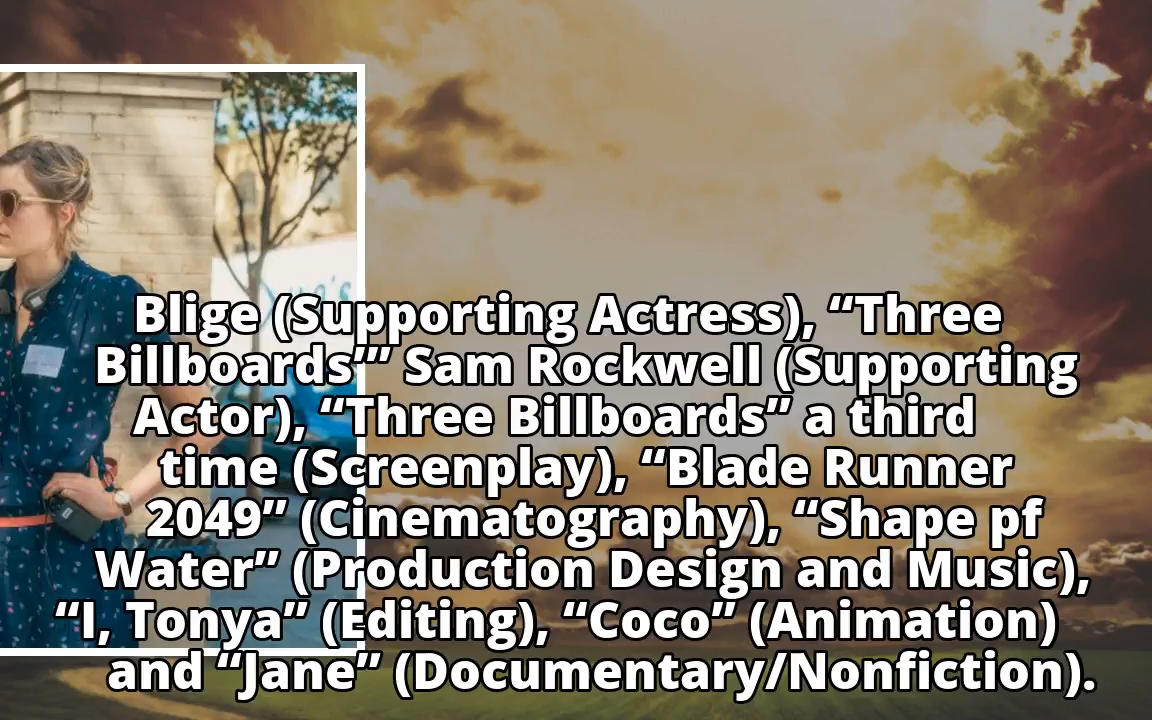 Blige (Supporting Actress), “Three
Billboards’” Sam Rockwell (Supporting
Actor), “Three Billboards” a third
time (Screenplay), “Blade Runner
2049” (Cinematography), “Shape pf
Water” (Production Design and Music),
“I, Tonya” (Editing), “Coco” (Animation)
and “Jane” (Documentary/Nonfiction).